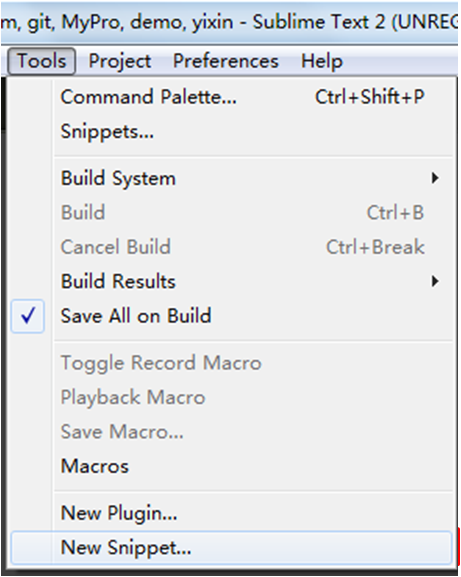 m, git, MyPro, demo, yixin - Sublime Text 2 (UNREG
Tools Project Preferences Help
Command Palette... Ctrl+Shift+P
Snippets...
Build System
Build Ctrl+B
Cancel Build Ctrl+Break
Build Results
Save All on Build
Toggle Record Macro
Playback Macro
Save Macro...
Macros
New Plugin...
New Snippet...